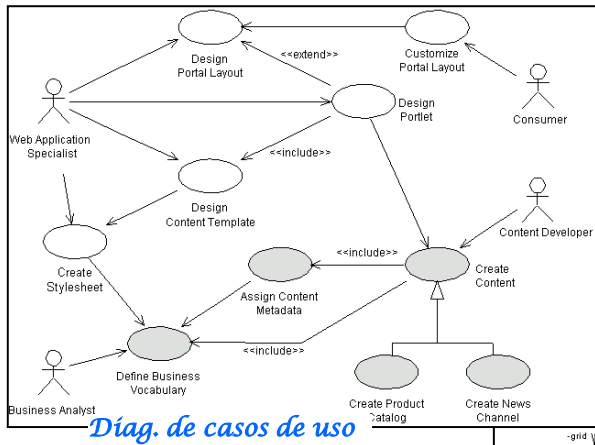 Design
Portal Layout
<<extend>>
Customize
Portal Layout
Design
Portlet
Consumer
Web Application
Specialist
<<include>>
Design
Content Template
Content Developer
Create
Stylesheet
<<include>>
Assign Content
Metadata
Create
Content
<<include>>
Define Business
Vocabulary
Business Analyst
Create Product
Catalog
Create News
Channel
Diag. de casos de uso
-grid